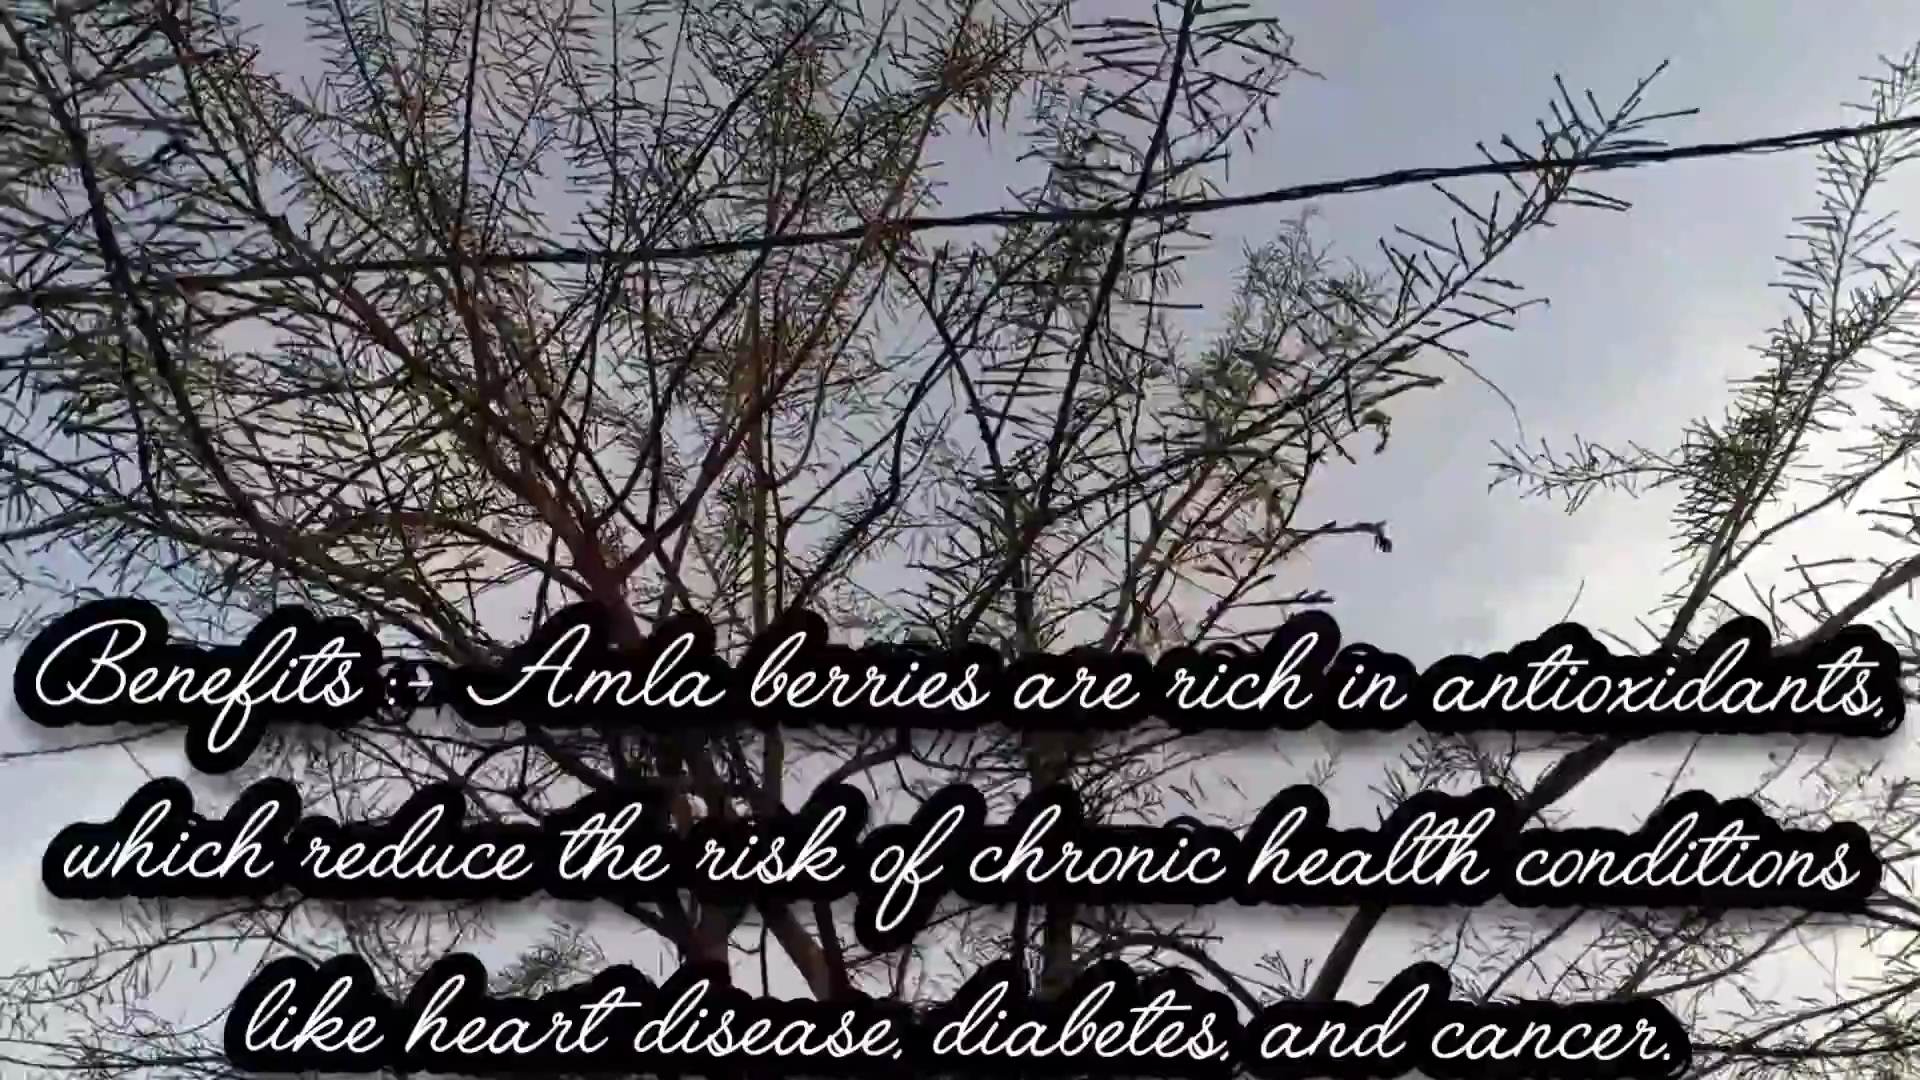 Benefits :- Amla berries are rich in antioxidants,
which reduce the risk of chronic health conditions
like heart disease, diabetes, and cancer.